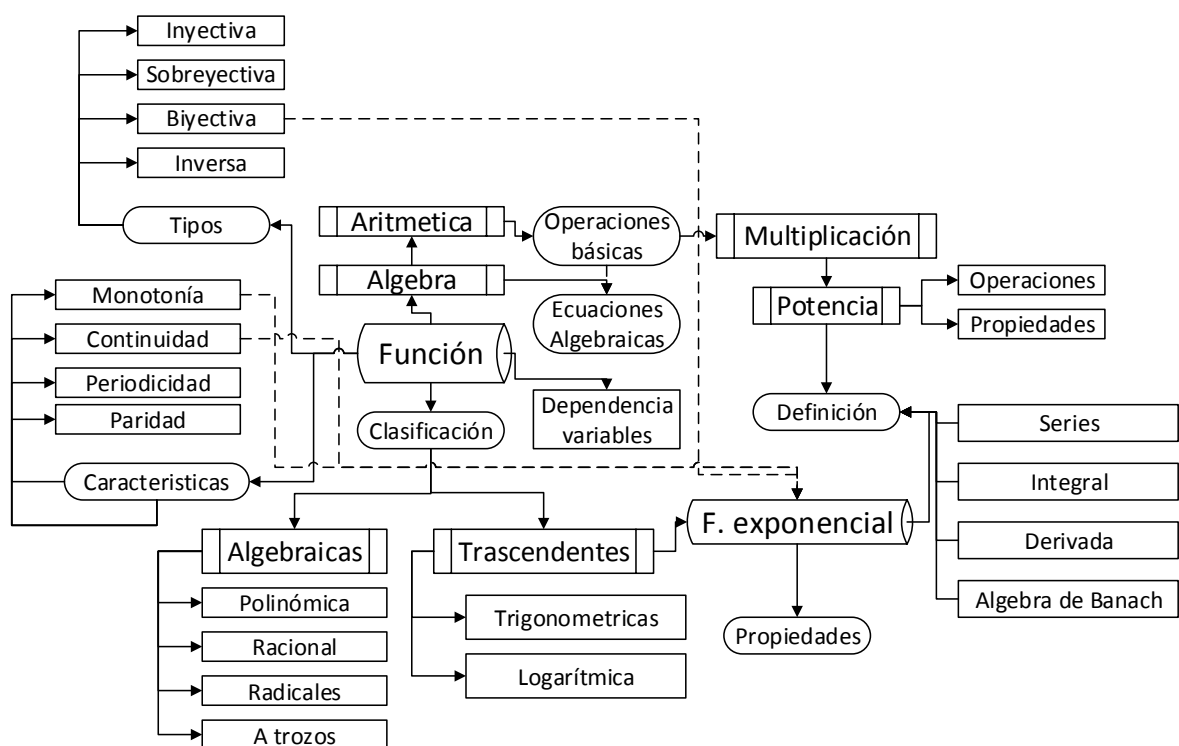 Inyectiva
Sobreyectiva
Biyectiva
Inversa
Tipos
Aritmetica
Operaciones
básicas
Multiplicación
Algebra
Ecuaciones
Algebraicas
Potencia
Operaciones
Propiedades
Monotonía
Continuidad
Periodicidad
Paridad
Caracteristicas
Función
Clasificación
Dependencia
variables
Definición
Series
Integral
Derivada
Algebra de Banach
Algebraicas
Trascendentes
F. exponencial
Polinómica
Racional
Radicales
A trozos
Trigonometricas
Logarítmica
Propiedades